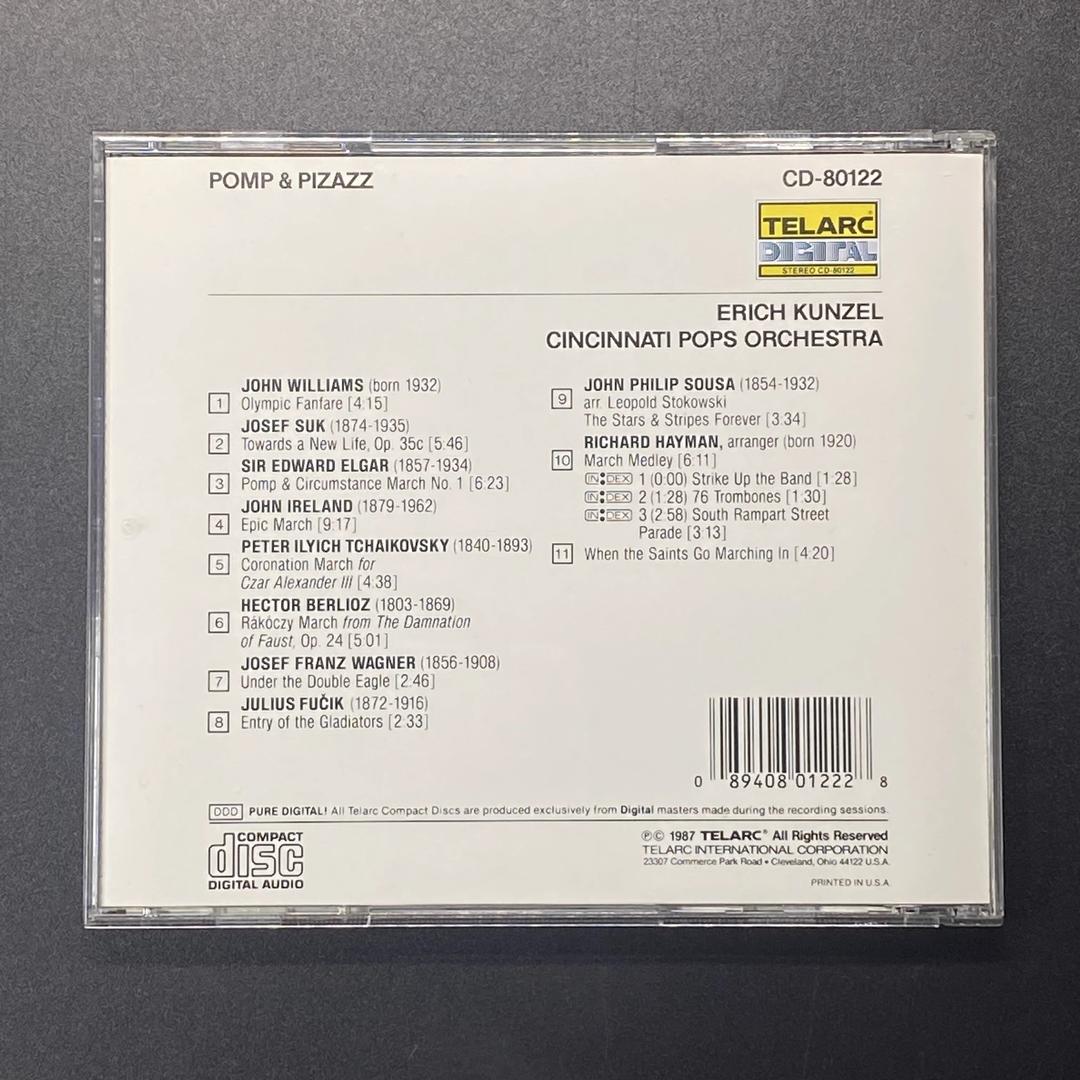 POMP & PIZAZZ
CD-80122
TELARC®
DIGITAL
STEREO CD-80122
ERICH KUNZEL
CINCINNATI POPS ORCHESTRA
JOHN WILLIAMS (born 1932)
1 Olympic Fanfare [4:15]
JOSEF SUK (1874-1935)
2 Towards a New Life, Op. 35c [5:46]
SIR EDWARD ELGAR (1857-1934)
3 Pomp & Circumstance March No. 1 [6:23]
JOHN IRELAND (1879-1962)
4 Epic March [9:17]
PETER ILYICH TCHAIKOVSKY (1840-1893)
5 Coronation March for
Czar Alexander III [4:38]
HECTOR BERLIOZ (1803-1869)
6 Rákóczy March from The Damnation
of Faust, Op. 24 [5:01]
JOSEF FRANZ WAGNER (1856-1908)
7 Under the Double Eagle [2:46]
JULIUS FUČIK (1872-1916)
8 Entry of the Gladiators [2:33]
JOHN PHILIP SOUSA (1854-1932)
9 arr. Leopold Stokowski
The Stars & Stripes Forever [3:34]
RICHARD HAYMAN, arranger (born 1920)
10 March Medley [6:11]
INDEX 1 (0:00) Strike Up the Band [1:28]
INDEX 2 (1:28) 76 Trombones [1:30]
INDEX 3 (2:58) South Rampart Street
Parade [3:13]
11 When the Saints Go Marching In [4:20]
0 89408 01222 8
DDD PURE DIGITAL! All Telarc Compact Discs are produced exclusively from Digital masters made during the recording sessions.
COMPACT
disc
DIGITAL AUDIO
℗© 1987 TELARC® All Rights Reserved
TELARC INTERNATIONAL CORPORATION
23307 Commerce Park Road • Cleveland, Ohio 44122 U.S.A.
PRINTED IN U.S.A.